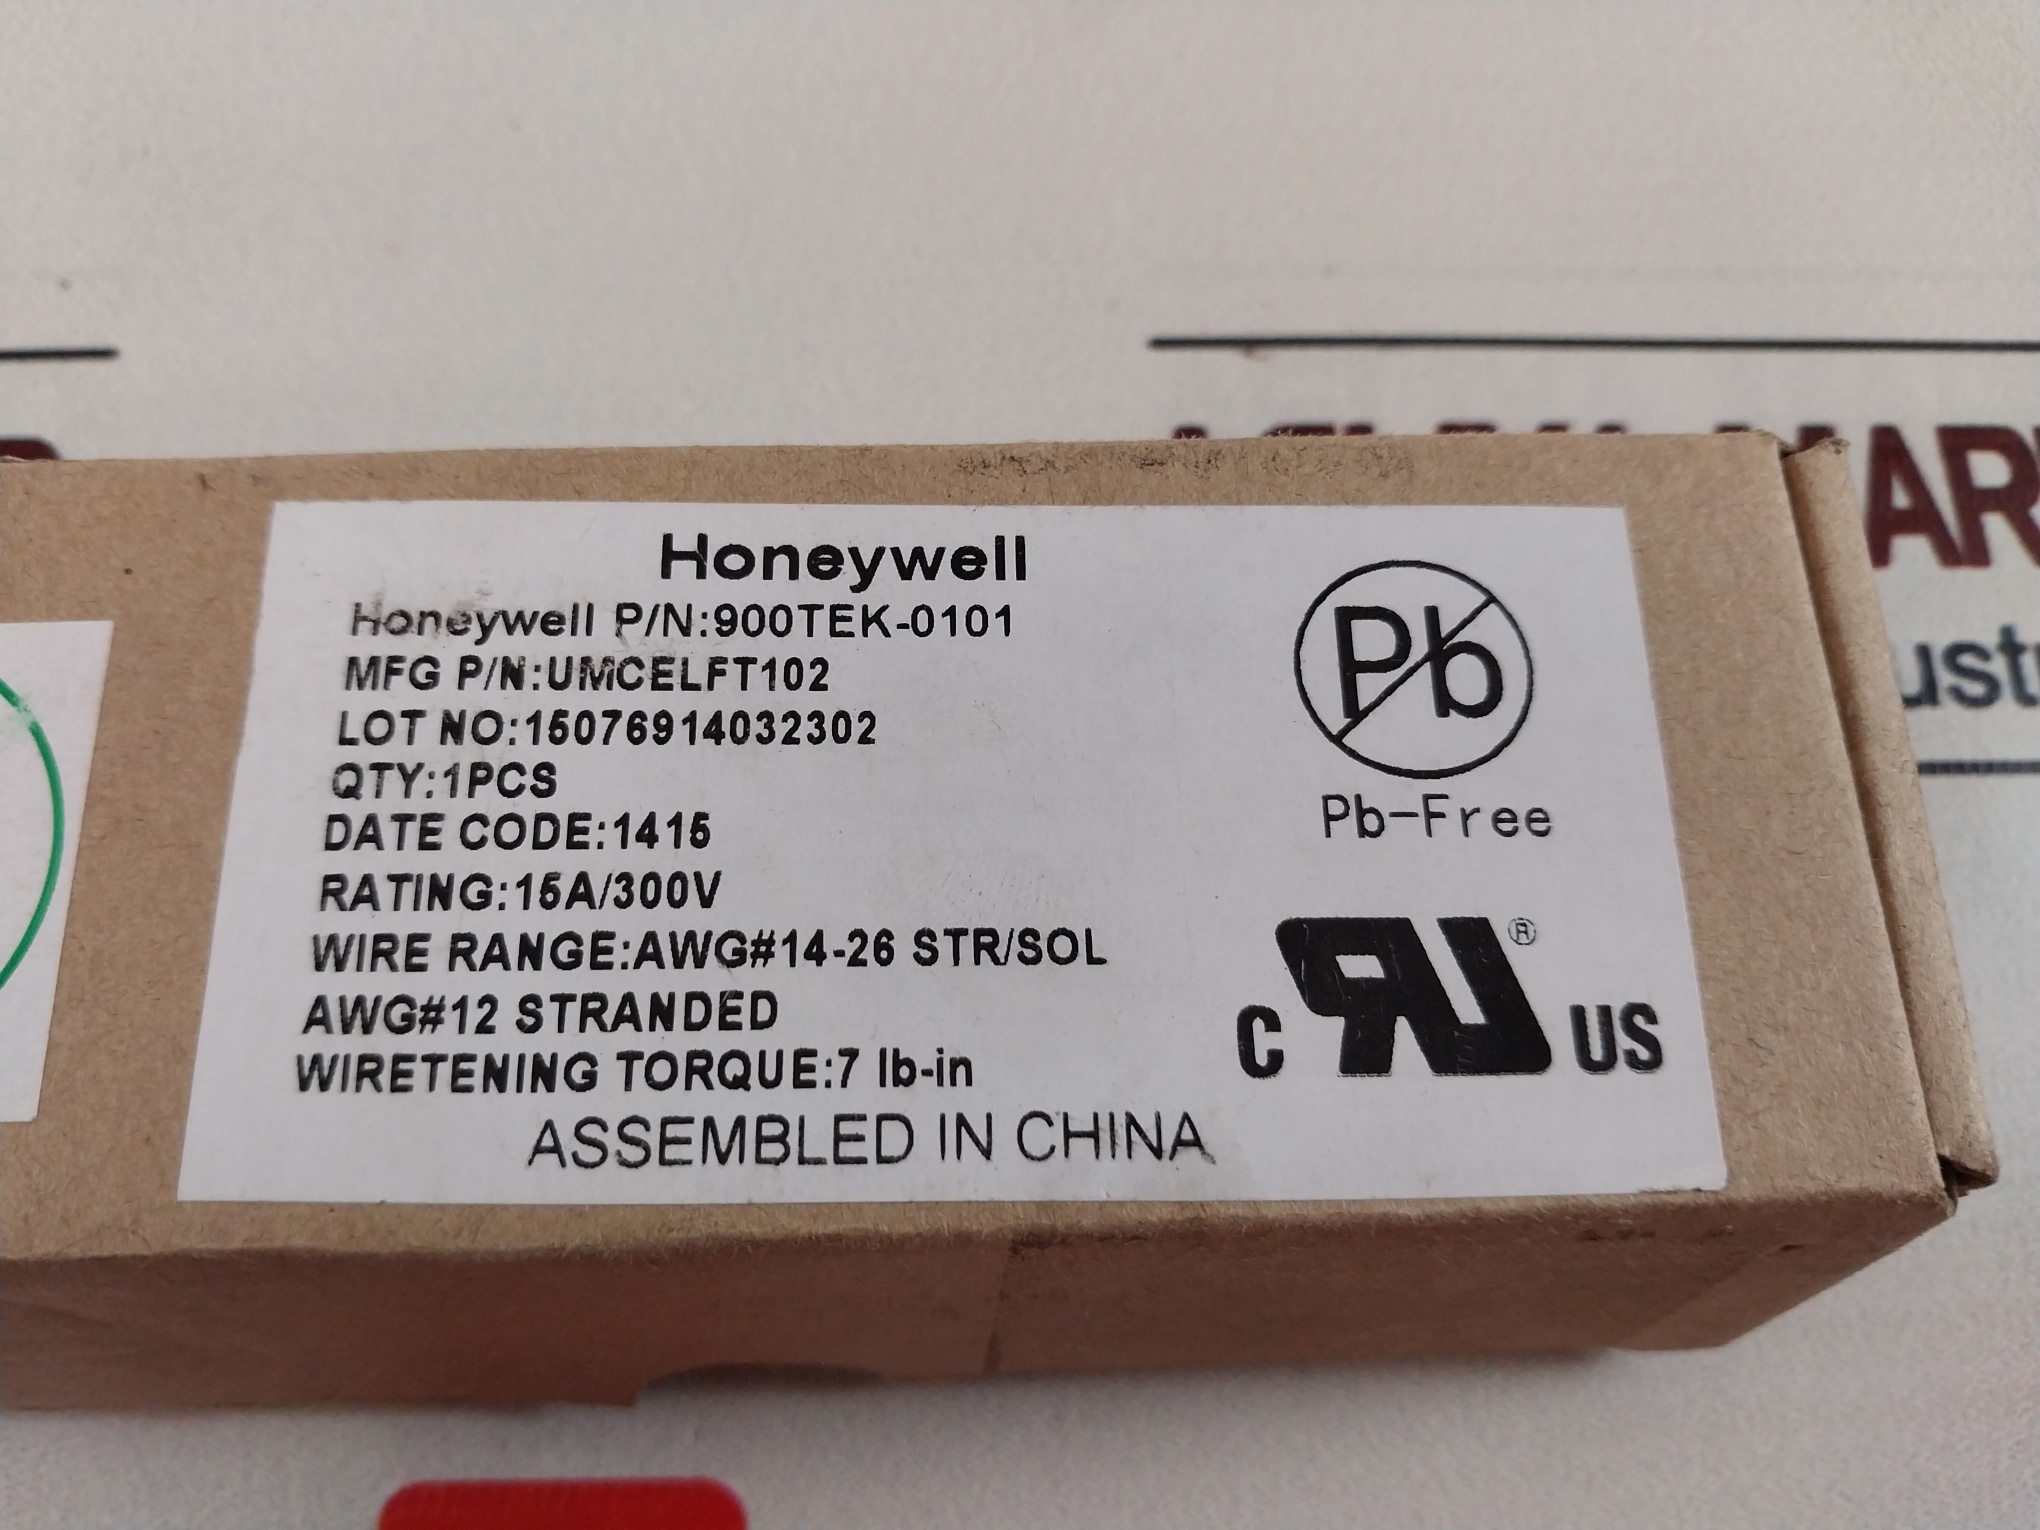 Honeywell
Honeywell P/N:900TEK-0101
MFG P/N:UMCELFT102
LOT NO:15076914032302
QTY:1PCS
DATE CODE:1415
RATING:15A/300V
WIRE RANGE:AWG#14-26 STR/SOL
AWG#12 STRANDED
WIRETENING TORQUE:7 lb-in
ASSEMBLED IN CHINA
Pb
Pb-Free
C RU ® US